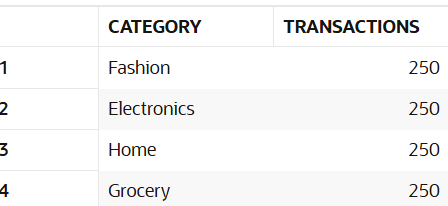 CATEGORY TRANSACTIONS
1 Fashion 250
2 Electronics 250
3 Home 250
4 Grocery 250